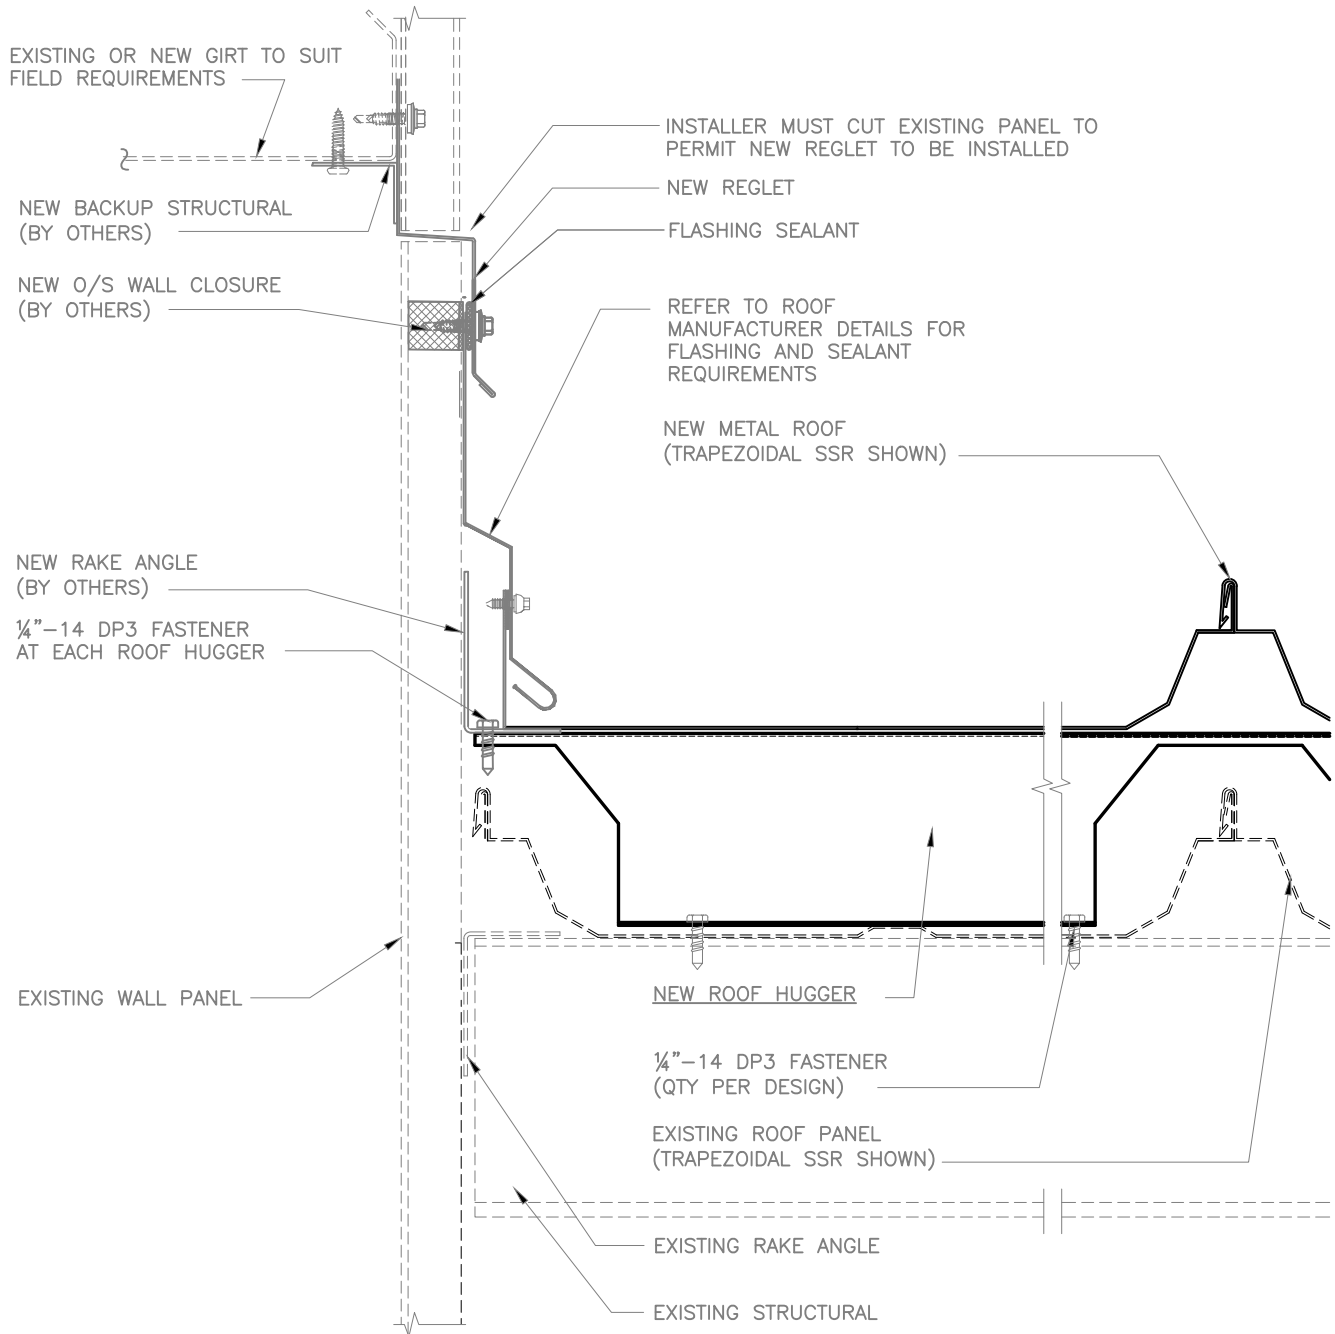 EXISTING OR NEW GIRT TO SUIT
FIELD REQUIREMENTS
INSTALLER MUST CUT EXISTING PANEL TO
PERMIT NEW REGLET TO BE INSTALLED
NEW REGLET
NEW BACKUP STRUCTURAL
(BY OTHERS)
FLASHING SEALANT
NEW O/S WALL CLOSURE
(BY OTHERS)
REFER TO ROOF
MANUFACTURER DETAILS FOR
FLASHING AND SEALANT
REQUIREMENTS
NEW METAL ROOF
(TRAPEZOIDAL SSR SHOWN)
NEW RAKE ANGLE
(BY OTHERS)
¼"–14 DP3 FASTENER
AT EACH ROOF HUGGER
EXISTING WALL PANEL
NEW ROOF HUGGER
¼"–14 DP3 FASTENER
(QTY PER DESIGN)
EXISTING ROOF PANEL
(TRAPEZOIDAL SSR SHOWN)
EXISTING RAKE ANGLE
EXISTING STRUCTURAL